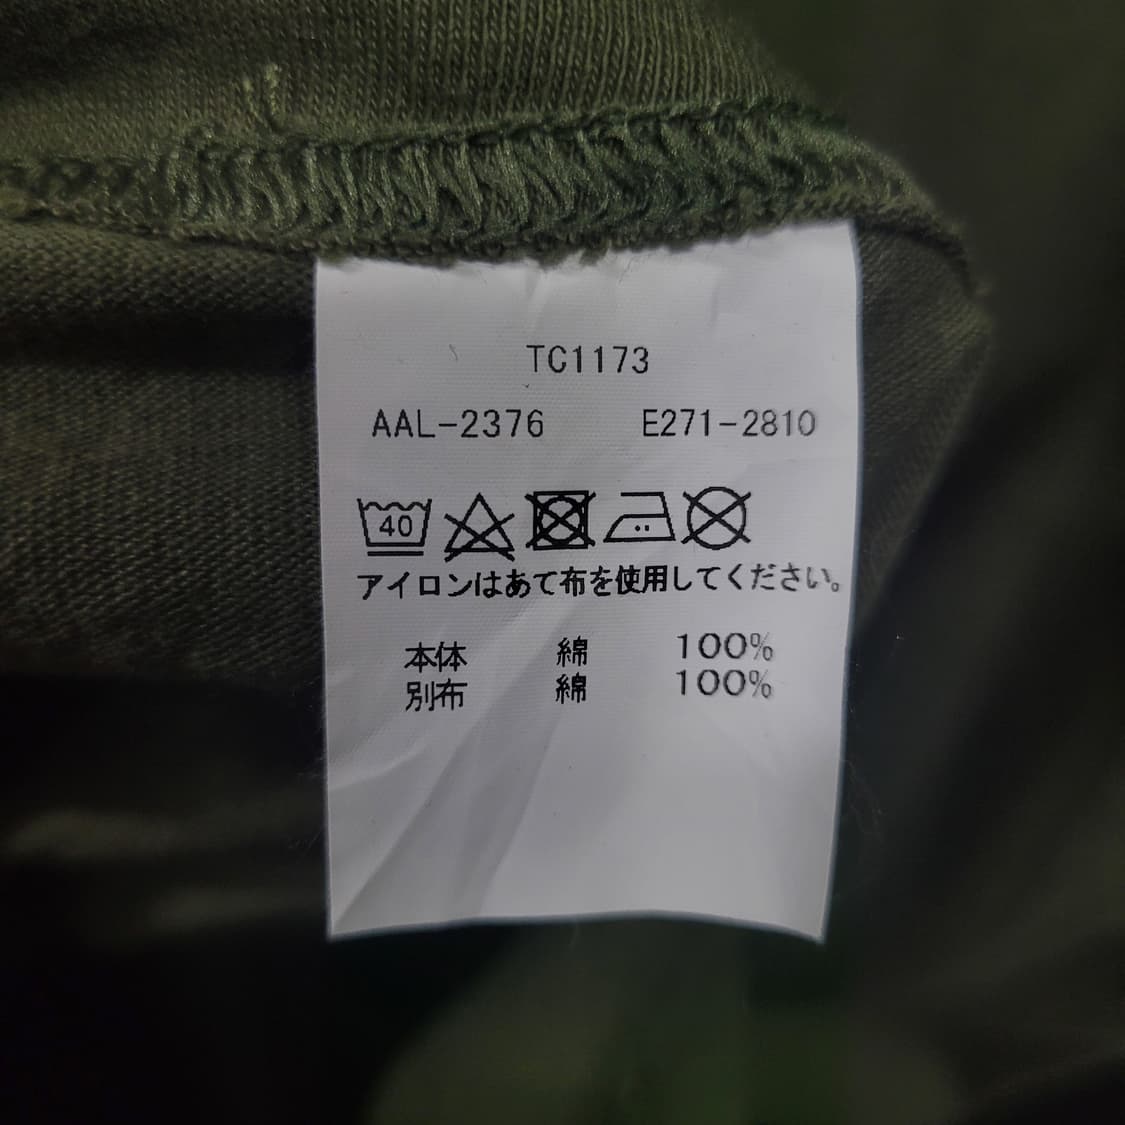 TC1173
AAL-2376 E271-2810
40
アイロンはあて布を使用してください。
本体 綿 100%
別布 綿 100%